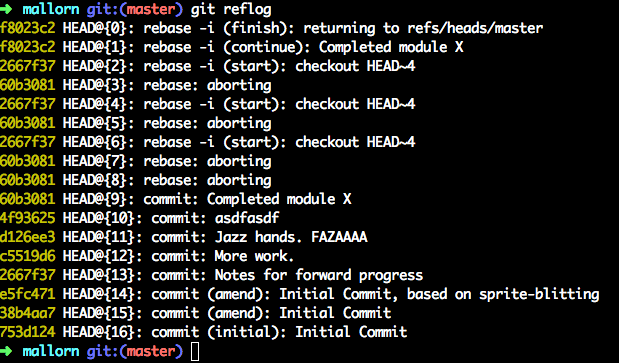 ➜ mallorn git:(master) git reflog
f8023c2 HEAD@{0}: rebase -i (finish): returning to refs/heads/master
f8023c2 HEAD@{1}: rebase -i (continue): Completed module X
2667f37 HEAD@{2}: rebase -i (start): checkout HEAD~4
60b3081 HEAD@{3}: rebase: aborting
2667f37 HEAD@{4}: rebase -i (start): checkout HEAD~4
60b3081 HEAD@{5}: rebase: aborting
2667f37 HEAD@{6}: rebase -i (start): checkout HEAD~4
60b3081 HEAD@{7}: rebase: aborting
60b3081 HEAD@{8}: rebase: aborting
60b3081 HEAD@{9}: commit: Completed module X
4f93625 HEAD@{10}: commit: asdfasdf
d126ee3 HEAD@{11}: commit: Jazz hands. FAZAAAA
c5519d6 HEAD@{12}: commit: More work.
2667f37 HEAD@{13}: commit: Notes for forward progress
e5fc471 HEAD@{14}: commit (amend): Initial Commit, based on sprite-blitting
38b4aa7 HEAD@{15}: commit (amend): Initial Commit
753d124 HEAD@{16}: commit (initial): Initial Commit
➜ mallorn git:(master)